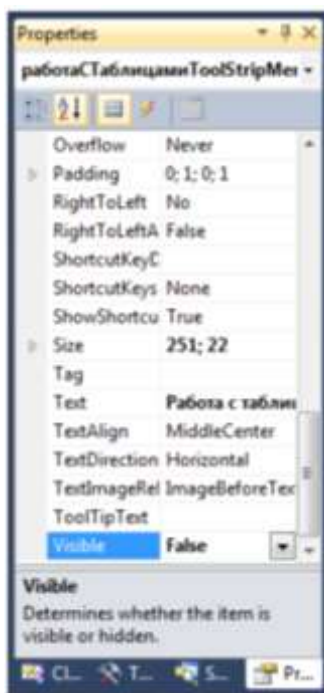 Properties
работаСТаблицамиToolStripMer
Overflow Never
Padding 0; 1; 0; 1
RightToLeft No
RightToLeftA False
ShortcutKeyD
ShortcutKeys None
ShowShortcu True
Size 251; 22
Tag
Text Работа с таблиц
TextAlign MiddleCenter
TextDirection Horizontal
TextImageRel ImageBeforeTex
ToolTipText
Visible False
Visible
Determines whether the item is
visible or hidden.
Cl... T... S... Pr...